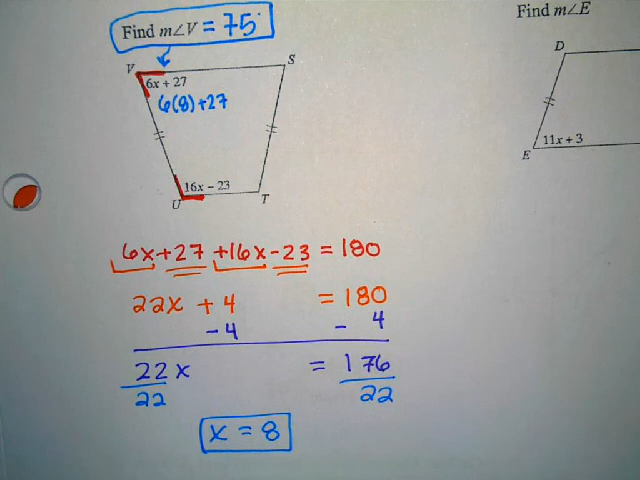 Find m∠V = 75°
Find m∠E
V
S
6x + 27
6(8)+27
16x − 23
U
T
D
11x + 3
E
6x+27 +16x-23 = 180
22x + 4 = 180
-4 - 4
22x = 176
22 22
x = 8